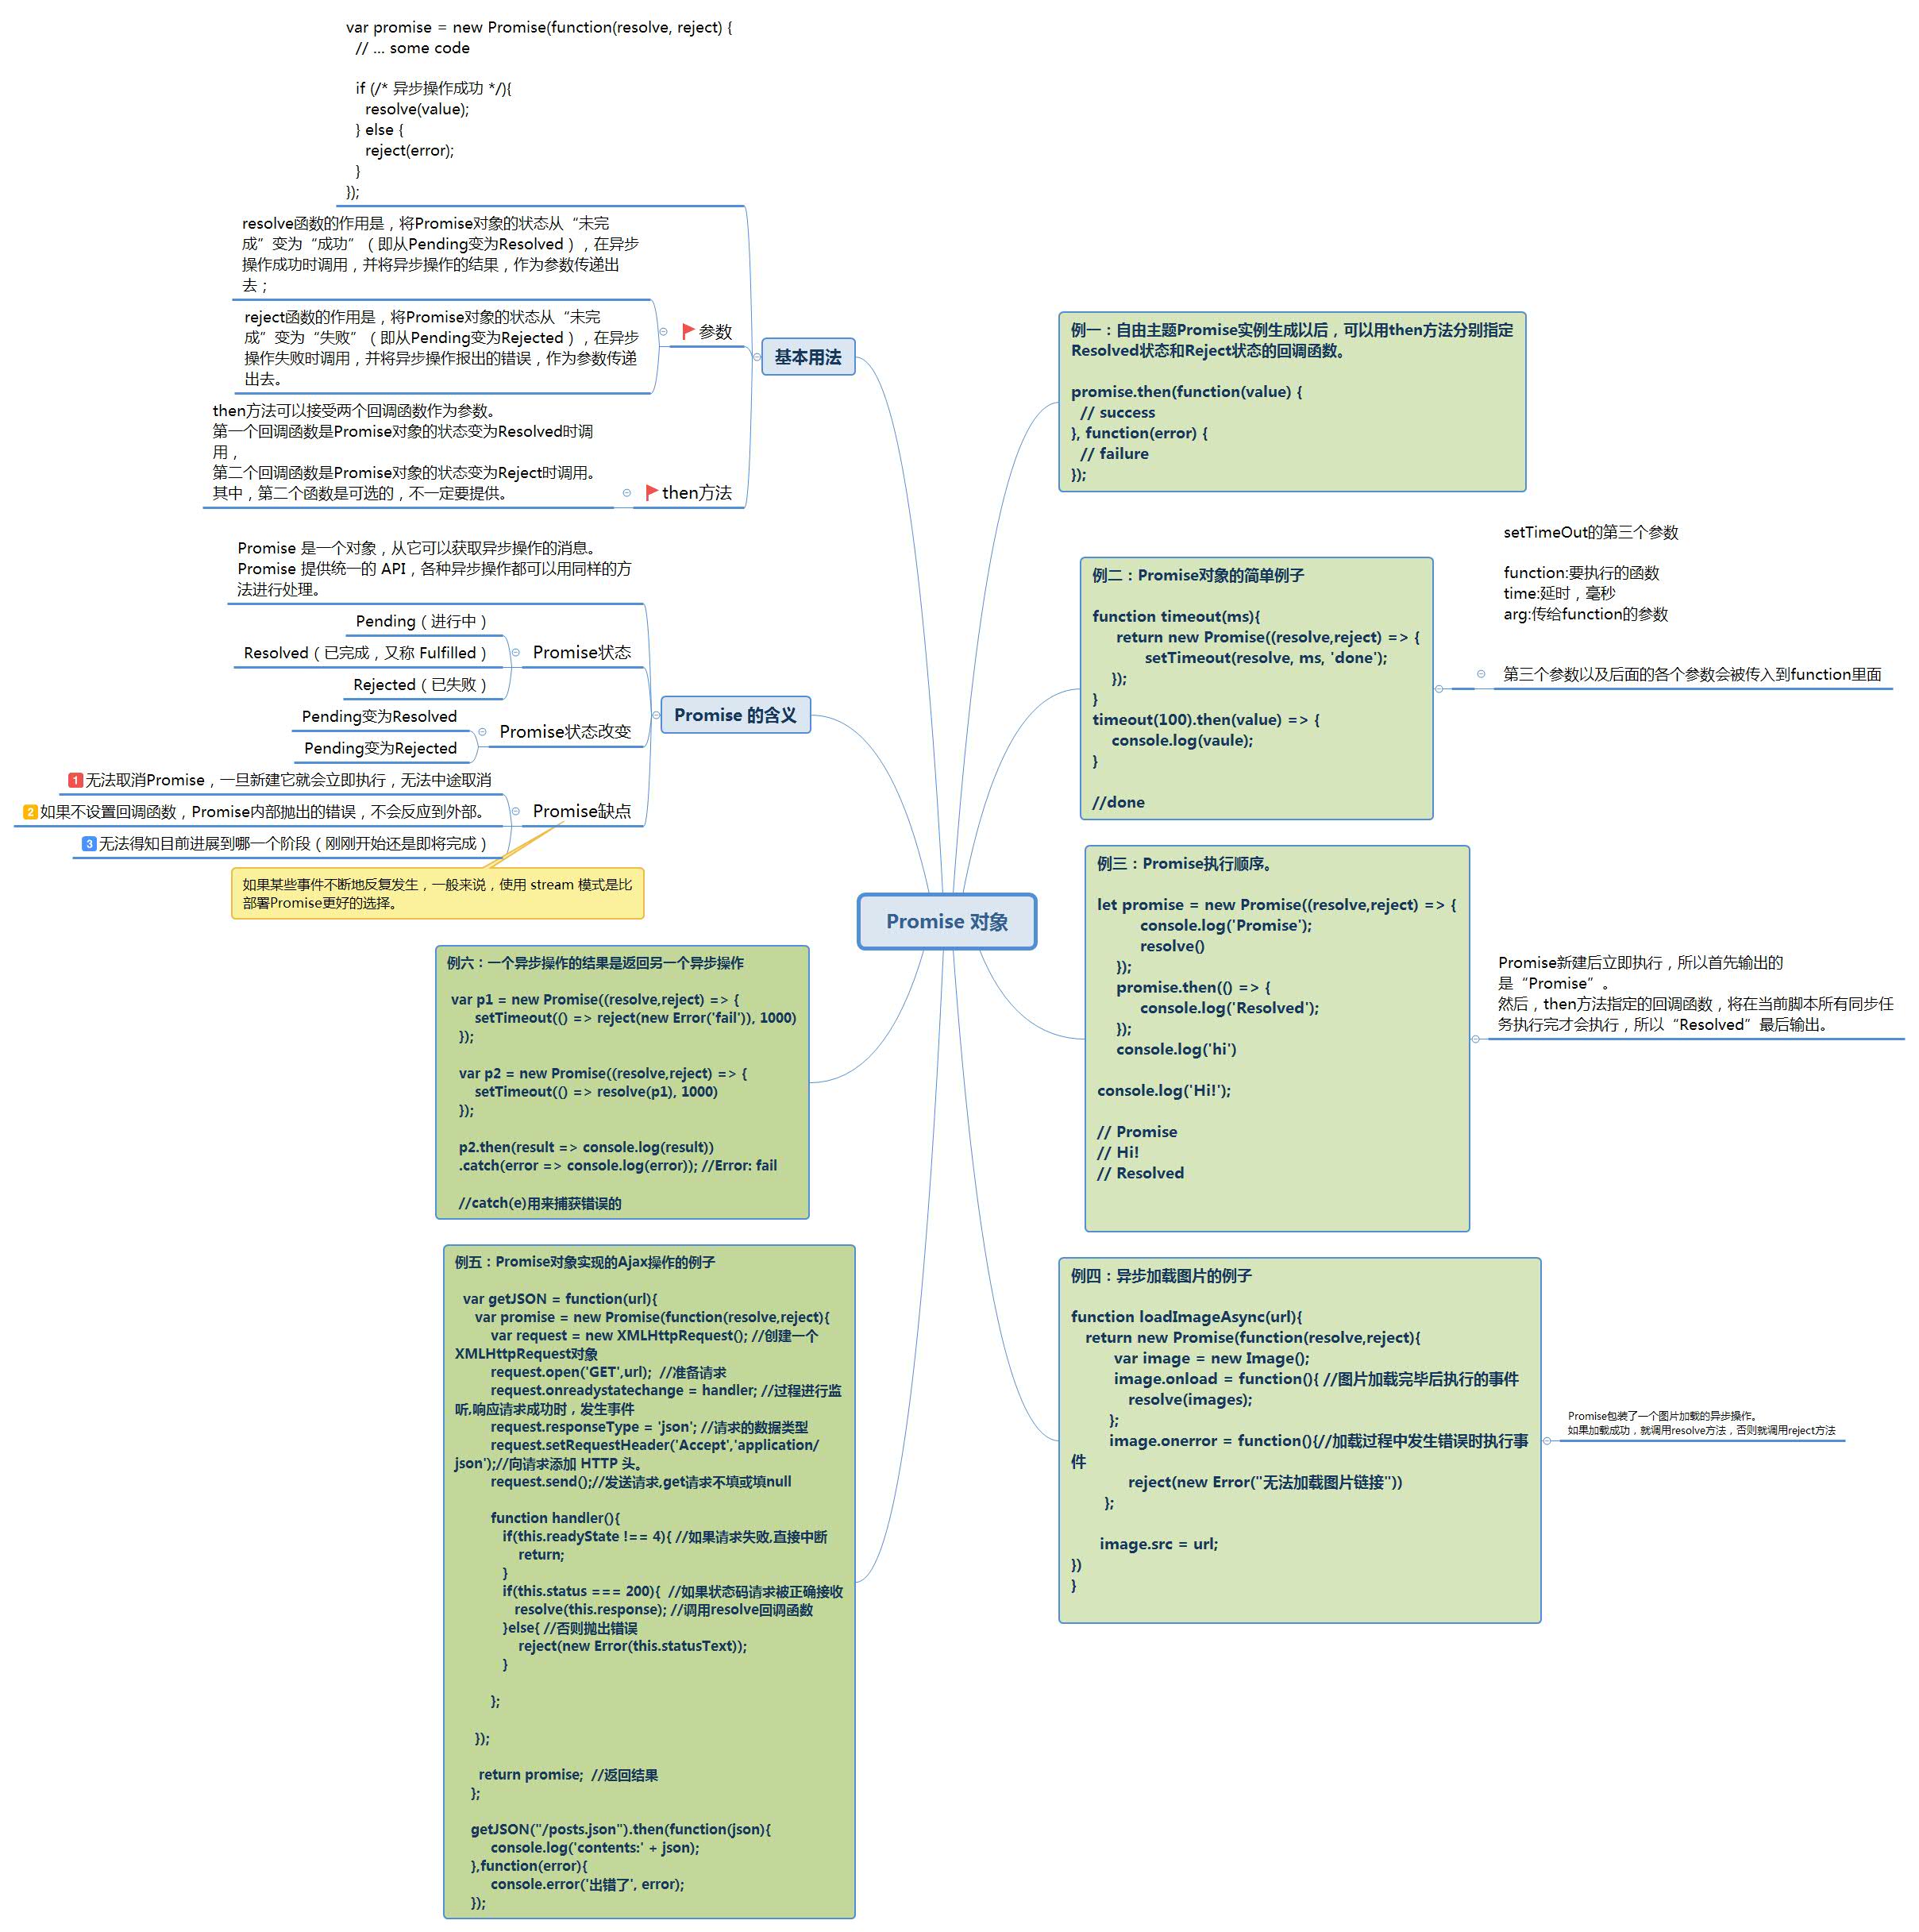 var promise = new Promise(function(resolve, reject) {
// ... some code
if (/* 异步操作成功 */){
resolve(value);
} else {
reject(error);
}
});
resolve函数的作用是，将Promise对象的状态从“未完
成”变为“成功”（即从Pending变为Resolved），在异步
操作成功时调用，并将异步操作的结果，作为参数传递出
去；
reject函数的作用是，将Promise对象的状态从“未完
成”变为“失败”（即从Pending变为Rejected），在异步
操作失败时调用，并将异步操作报出的错误，作为参数传递
出去。
参数
then方法可以接受两个回调函数作为参数。
第一个回调函数是Promise对象的状态变为Resolved时调
用，
第二个回调函数是Promise对象的状态变为Reject时调用。
其中，第二个函数是可选的，不一定要提供。
then方法
基本用法
Promise 是一个对象，从它可以获取异步操作的消息。
Promise 提供统一的 API，各种异步操作都可以用同样的方
法进行处理。
Pending（进行中）
Resolved（已完成，又称 Fulfilled）
Rejected（已失败）
Promise状态
Pending变为Resolved
Pending变为Rejected
Promise状态改变
1 无法取消Promise，一旦新建它就会立即执行，无法中途取消
2 如果不设置回调函数，Promise内部抛出的错误，不会反应到外部。
3 无法得知目前进展到哪一个阶段（刚刚开始还是即将完成）
Promise缺点
如果某些事件不断地反复发生，一般来说，使用 stream 模式是比
部署Promise更好的选择。
Promise 的含义
Promise 对象
例六：一个异步操作的结果是返回另一个异步操作
var p1 = new Promise((resolve,reject) => {
setTimeout(() => reject(new Error('fail')), 1000)
});
var p2 = new Promise((resolve,reject) => {
setTimeout(() => resolve(p1), 1000)
});
p2.then(result => console.log(result))
.catch(error => console.log(error)); //Error: fail
//catch(e)用来捕获错误的
例五：Promise对象实现的Ajax操作的例子
var getJSON = function(url){
var promise = new Promise(function(resolve,reject){
var request = new XMLHttpRequest(); //创建一个
XMLHttpRequest对象
request.open('GET',url); //准备请求
request.onreadystatechange = handler; //过程进行监
听,响应请求成功时，发生事件
request.responseType = 'json'; //请求的数据类型
request.setRequestHeader('Accept','application/
json');//向请求添加 HTTP 头。
request.send();//发送请求,get请求不填或填null
function handler(){
if(this.readyState !== 4){ //如果请求失败,直接中断
return;
}
if(this.status === 200){ //如果状态码请求被正确接收
resolve(this.response); //调用resolve回调函数
}else{ //否则抛出错误
reject(new Error(this.statusText));
}
};
});
return promise; //返回结果
};
getJSON("/posts.json").then(function(json){
console.log('contents:' + json);
},function(error){
console.error('出错了', error);
});
例一：自由主题Promise实例生成以后，可以用then方法分别指定
Resolved状态和Reject状态的回调函数。
promise.then(function(value) {
// success
}, function(error) {
// failure
});
例二：Promise对象的简单例子
function timeout(ms){
return new Promise((resolve,reject) => {
setTimeout(resolve, ms, 'done');
});
}
timeout(100).then(value) => {
console.log(vaule);
}
//done
setTimeOut的第三个参数
function:要执行的函数
time:延时，毫秒
arg:传给function的参数
第三个参数以及后面的各个参数会被传入到function里面
例三：Promise执行顺序。
let promise = new Promise((resolve,reject) => {
console.log('Promise');
resolve()
});
promise.then(() => {
console.log('Resolved');
});
console.log('hi')
console.log('Hi!');
// Promise
// Hi!
// Resolved
Promise新建后立即执行，所以首先输出的
是“Promise”。
然后，then方法指定的回调函数，将在当前脚本所有同步任
务执行完才会执行，所以“Resolved”最后输出。
例四：异步加载图片的例子
function loadImageAsync(url){
return new Promise(function(resolve,reject){
var image = new Image();
image.onload = function(){ //图片加载完毕后执行的事件
resolve(images);
};
image.onerror = function(){//加载过程中发生错误时执行事
件
reject(new Error("无法加载图片链接"))
};
image.src = url;
})
}
Promise包装了一个图片加载的异步操作。
如果加载成功，就调用resolve方法，否则就调用reject方法